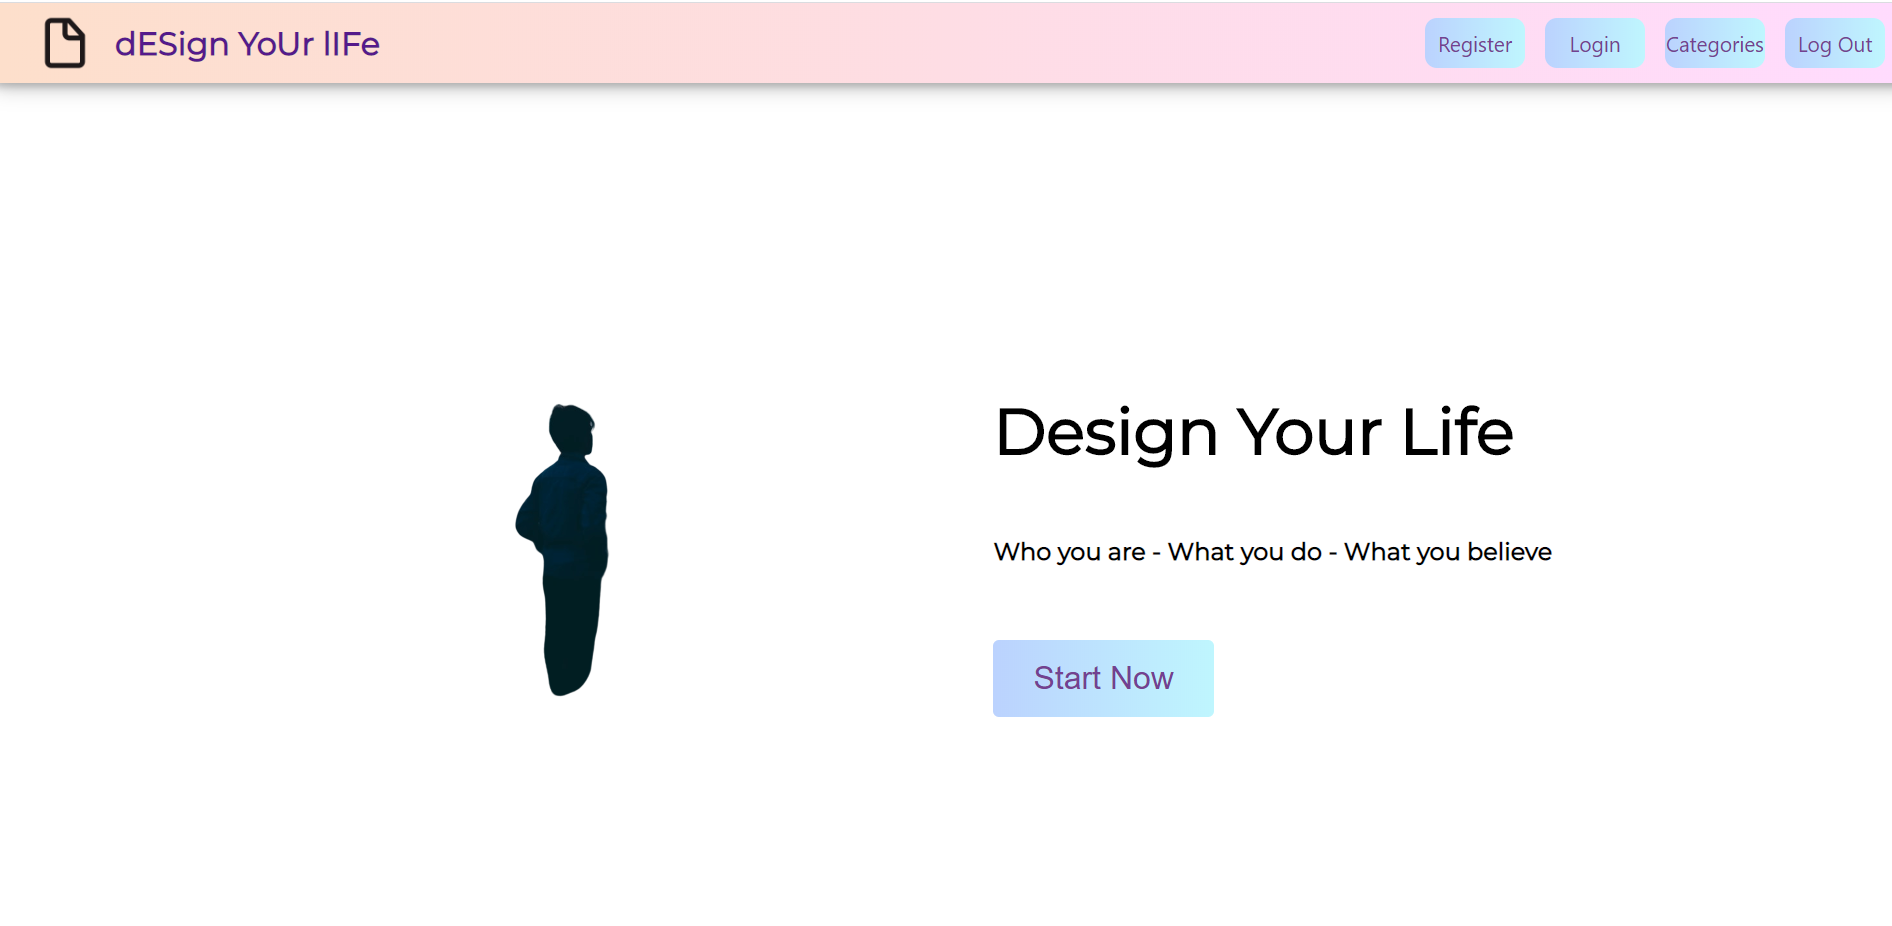 dESign YoUr lIFe
Register
Login
Categories
Log Out
Design Your Life
Who you are - What you do - What you believe
Start Now